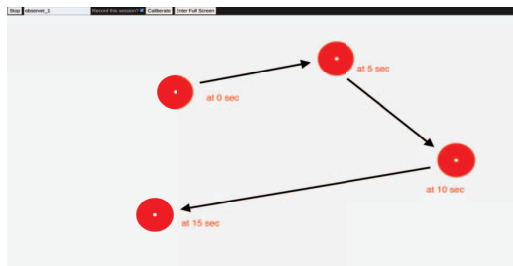 Stop observer_1 Record this session? Caliberate Inter Full Screen
at 5 sec
at 0 sec
at 10 sec
at 15 sec